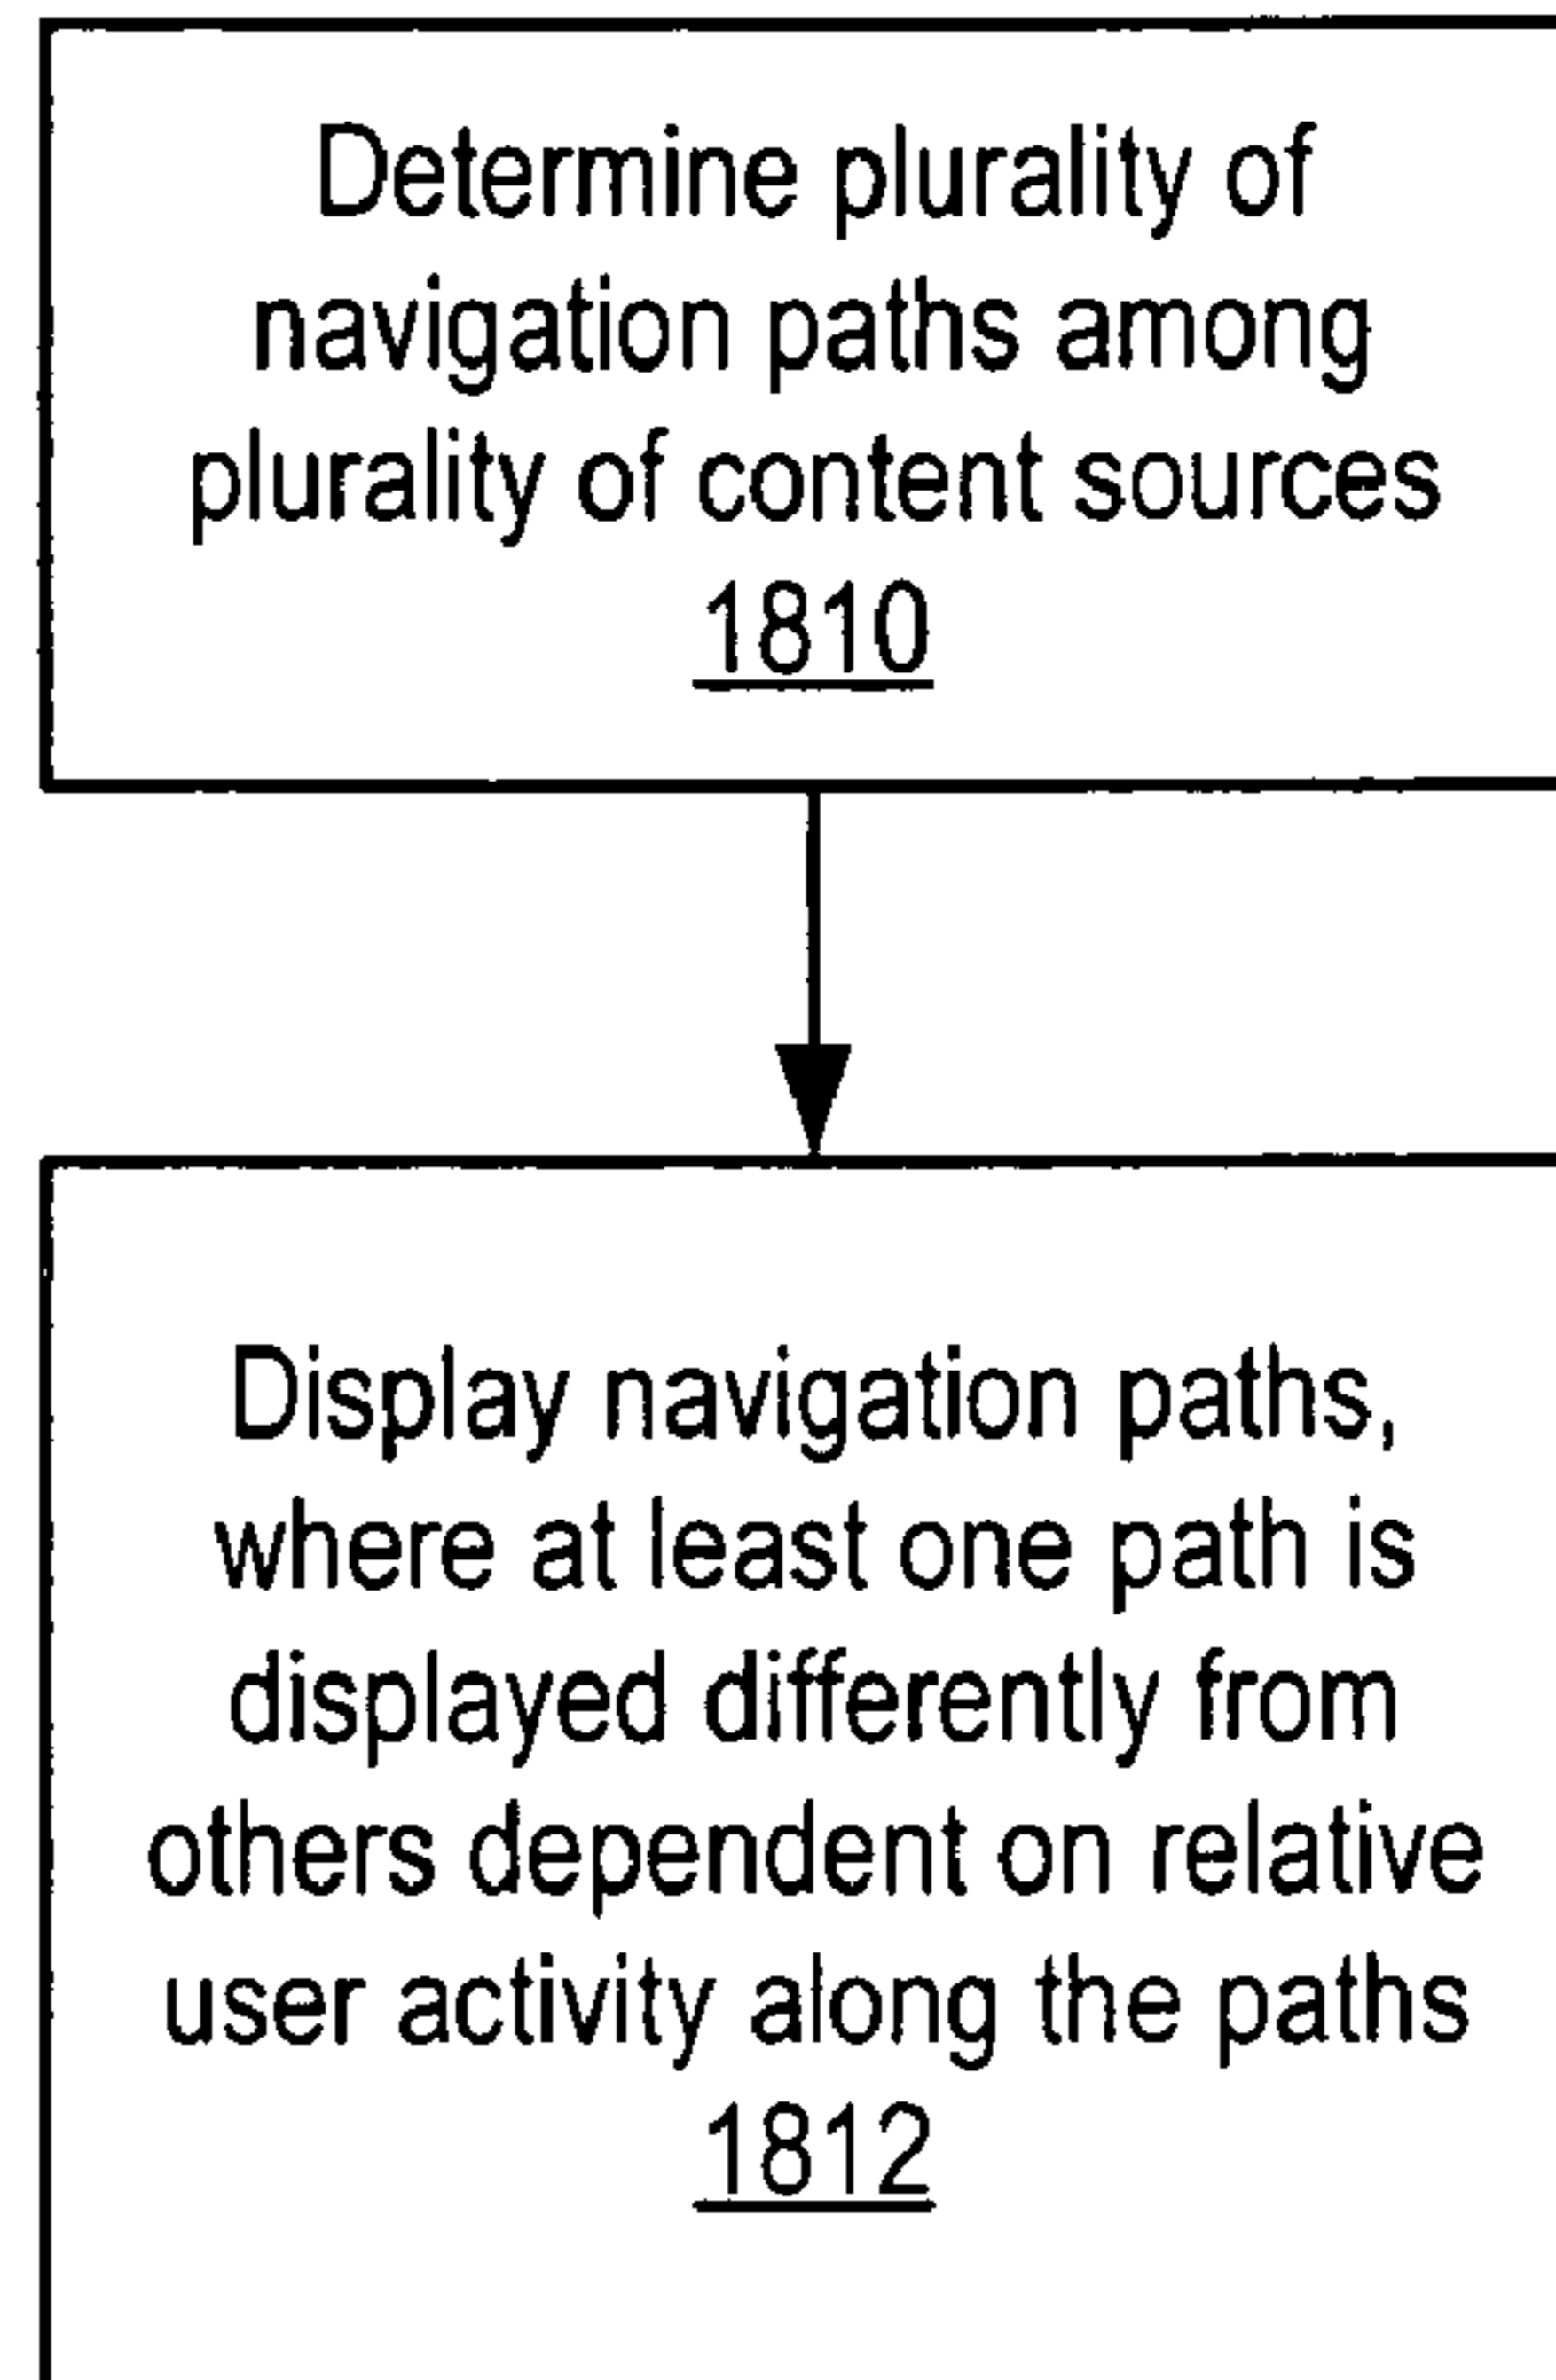 Determine plurality of
navigation paths among
plurality of content sources
1810
Display navigation paths,
where at least one path is
displayed differently from
others dependent on relative
user activity along the paths
1812